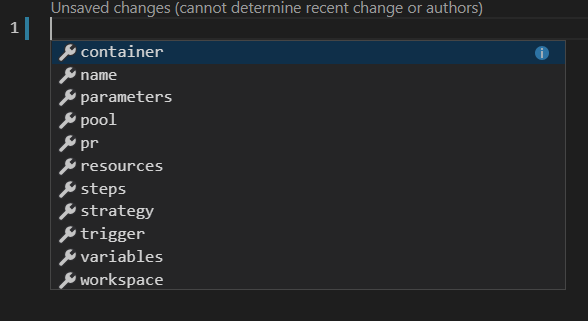 Unsaved changes (cannot determine recent change or authors)
1
container
name
parameters
pool
pr
resources
steps
strategy
trigger
variables
workspace